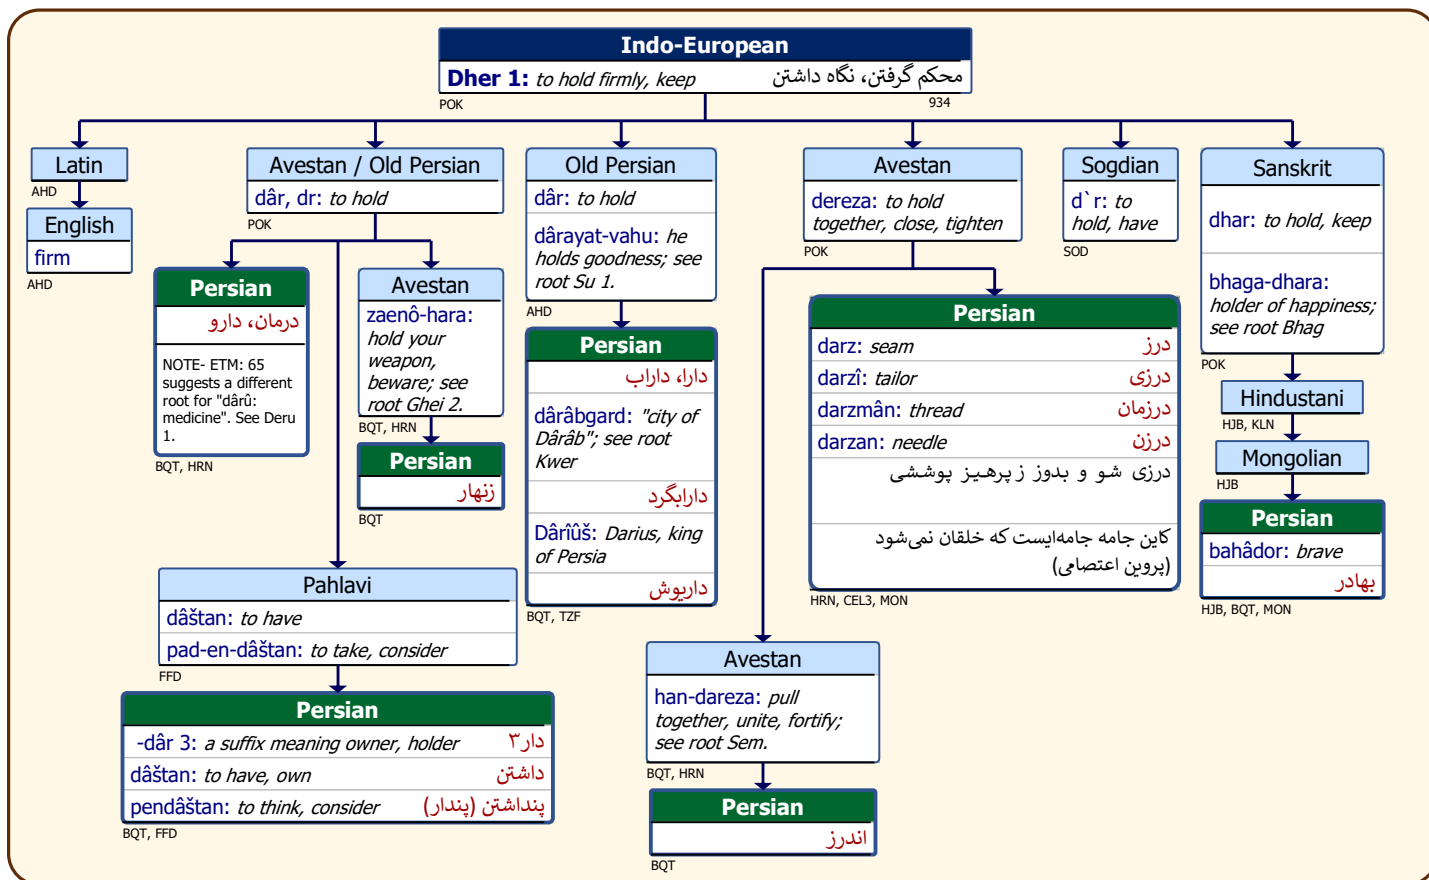 Indo-European
Dher 1: to hold firmly, keep محکم گرفتن، نگاه داشتن
POK 934
Latin
AHD
English
firm
AHD
Avestan / Old Persian
dâr, dr: to hold
POK
Persian
درمان، دارو
NOTE- ETM: 65
suggests a different
root for "dârû:
medicine". See Deru
1.
BQT, HRN
Avestan
zaenô-hara:
hold your
weapon,
beware; see
root Ghei 2.
BQT, HRN
Persian
زنهار
BQT
Pahlavi
dâštan: to have
pad-en-dâštan: to take, consider
FFD
Persian
-dâr 3: a suffix meaning owner, holder دار۳
dâštan: to have, own داشتن
pendâštan: to think, consider پنداشتن (پندار)
BQT, FFD
Old Persian
dâr: to hold
dârayat-vahu: he
holds goodness; see
root Su 1.
AHD
Persian
دارا، داراب
dârâbgard: "city of
Dârâb"; see root
Kwer
دارابگرد
Dârîûš: Darius, king
of Persia
داریوش
BQT, TZF
Avestan
dereza: to hold
together, close, tighten
POK
Persian
darz: seam درز
darzî: tailor درزی
darzmân: thread درزمان
darzan: needle درزن
درزی شو و بدوز ز پرهیز پوششی
کاین جامه جامه‌ایست که خلقان نمی‌شود
(پروین اعتصامی)
HRN, CEL3, MON
Avestan
han-dareza: pull
together, unite, fortify;
see root Sem.
BQT, HRN
Persian
اندرز
BQT
Sogdian
d`r: to
hold, have
SOD
Sanskrit
dhar: to hold, keep
bhaga-dhara:
holder of happiness;
see root Bhag
POK
Hindustani
HJB, KLN
Mongolian
HJB
Persian
bahâdor: brave
بهادر
HJB, BQT, MON